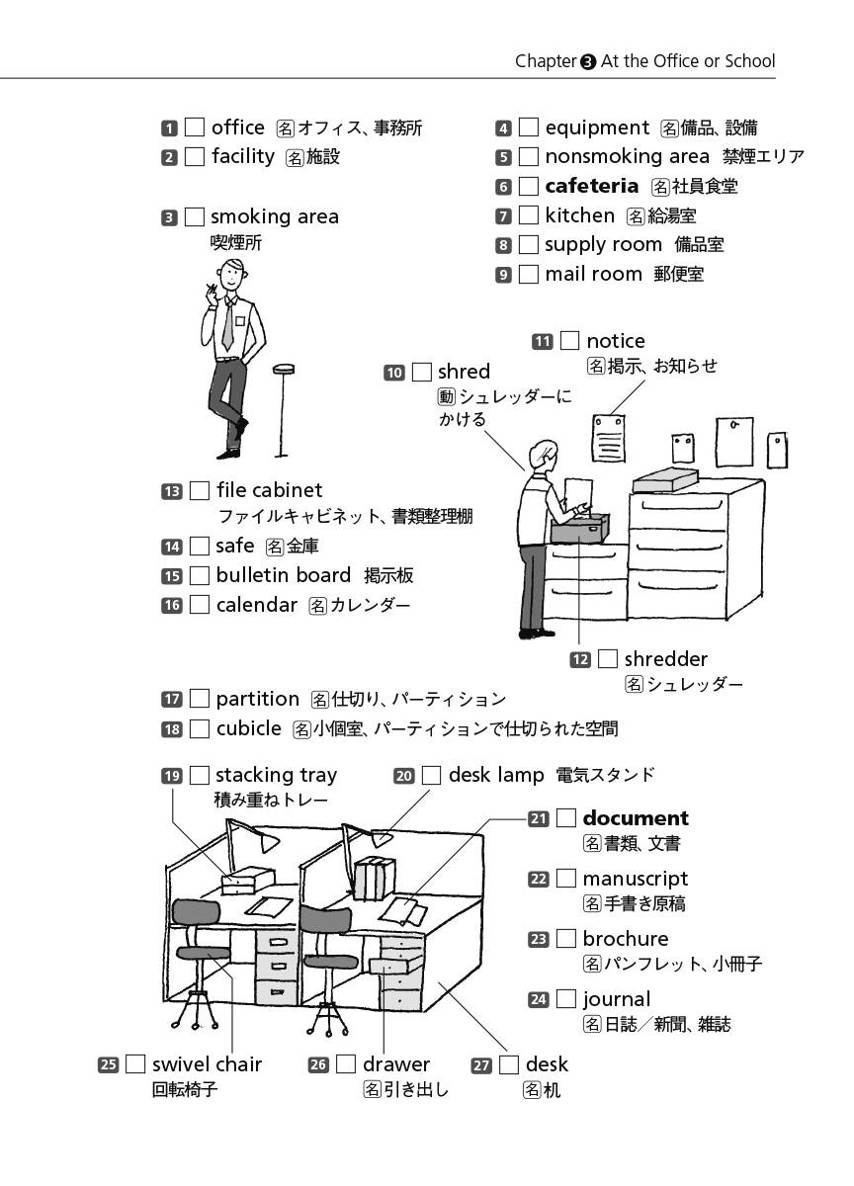 Chapter 3 At the Office or School
1 office 名 オフィス、事務所
2 facility 名 施設
3 smoking area
喫煙所
4 equipment 名 備品、設備
5 nonsmoking area 禁煙エリア
6 cafeteria 名 社員食堂
7 kitchen 名 給湯室
8 supply room 備品室
9 mail room 郵便室
10 shred
動 シュレッダーに
かける
11 notice
名 掲示、お知らせ
12 shredder
名 シュレッダー
13 file cabinet
ファイルキャビネット、書類整理棚
14 safe 名 金庫
15 bulletin board 掲示板
16 calendar 名 カレンダー
17 partition 名 仕切り、パーティション
18 cubicle 名 小個室、パーティションで仕切られた空間
19 stacking tray
積み重ねトレー
20 desk lamp 電気スタンド
21 document
名 書類、文書
22 manuscript
名 手書き原稿
23 brochure
名 パンフレット、小冊子
24 journal
名 日誌／新聞、雑誌
25 swivel chair
回転椅子
26 drawer
名 引き出し
27 desk
名 机